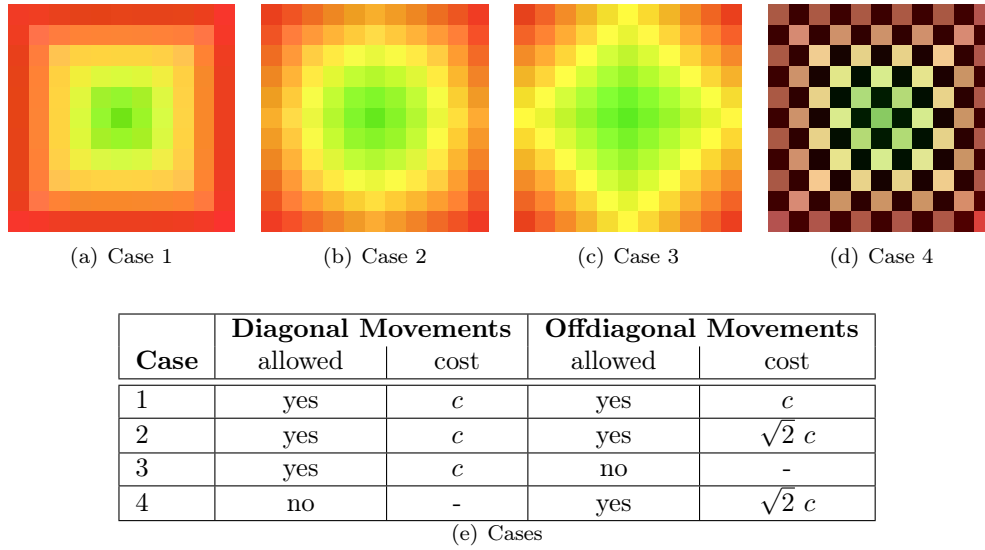 (a) Case 1 (b) Case 2 (c) Case 3 (d) Case 4
Diagonal Movements Offdiagonal Movements
Case allowed cost allowed cost
1 yes c yes c
2 yes c yes √2 c
3 yes c no -
4 no - yes √2 c
(e) Cases